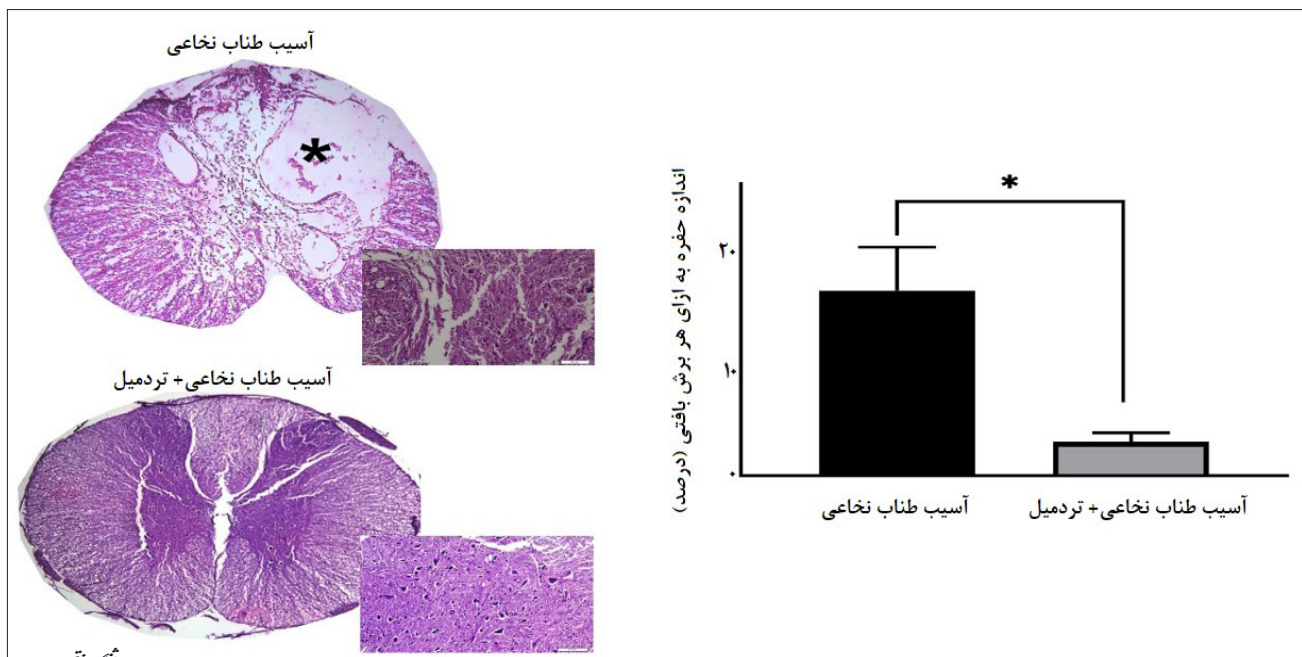 آسیب طناب نخاعی
*
آسیب طناب نخاعی+ تردمیل
اندازه حفره به ازای هر برش بافتی (درصد)
۲۰
۱۰
۰
*
آسیب طناب نخاعی
آسیب طناب نخاعی+ تردمیل